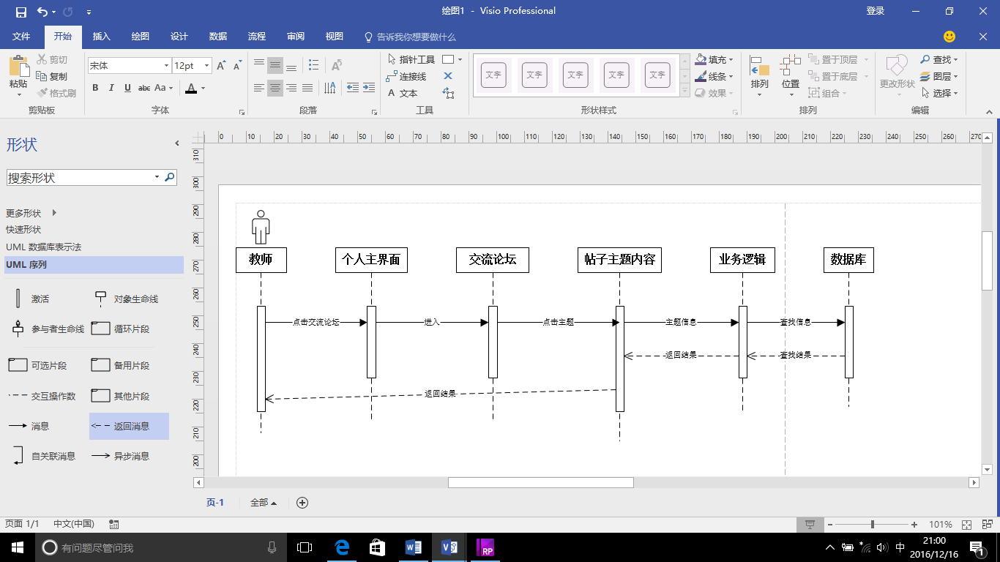 绘图1 - Visio Professional
登录
文件 开始 插入 绘图 设计 数据 流程 审阅 视图 告诉我你想要做什么
粘贴
剪切
复制
格式刷
剪贴板
宋体 12pt
B I U abc Aa A
字体
段落
指针工具
连接线
A 文本
工具
文字 文字 文字 文字 文字
形状样式
填充
线条
效果
排列 位置
置于顶层
置于底层
组合
排列
更改形状
查找
图层
选择
编辑
形状
搜索形状
更多形状
快速形状
UML 数据库表示法
UML 序列
激活 对象生命线
参与者生命线 循环片段
可选片段 备用片段
交互操作数 其他片段
消息 返回消息
自关联消息 异步消息
0 10 20 30 40 50 60 70 80 90 100 110 120 130 140 150 160 170 180 190 200 210 220 230 240 250 260 270
310
300
290
280
270
260
250
240
230
220
210
200
教师 个人主界面 交流论坛 帖子主题内容 业务逻辑 数据库
点击交流论坛 进入 点击主题 主题信息 查找信息
返回结果 查找结果
返回结果
页-1 全部
页面 1/1 中文(中国) 101%
有问题尽管问我
RP
中
21:00
2016/12/16
1